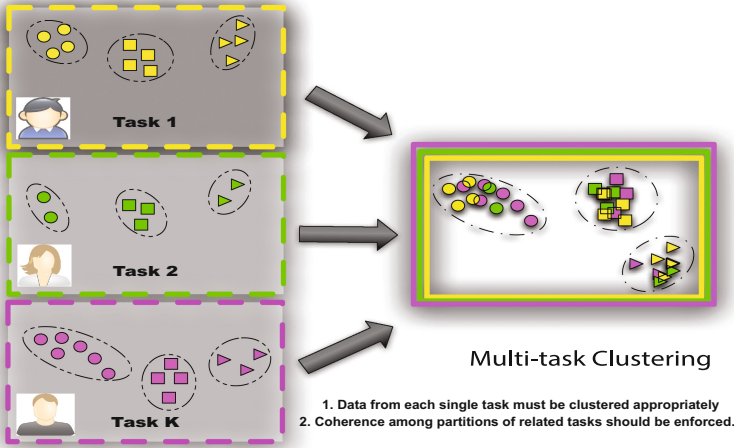 Task 1
Task 2
Task K
Multi-task Clustering
1. Data from each single task must be clustered appropriately
2. Coherence among partitions of related tasks should be enforced.